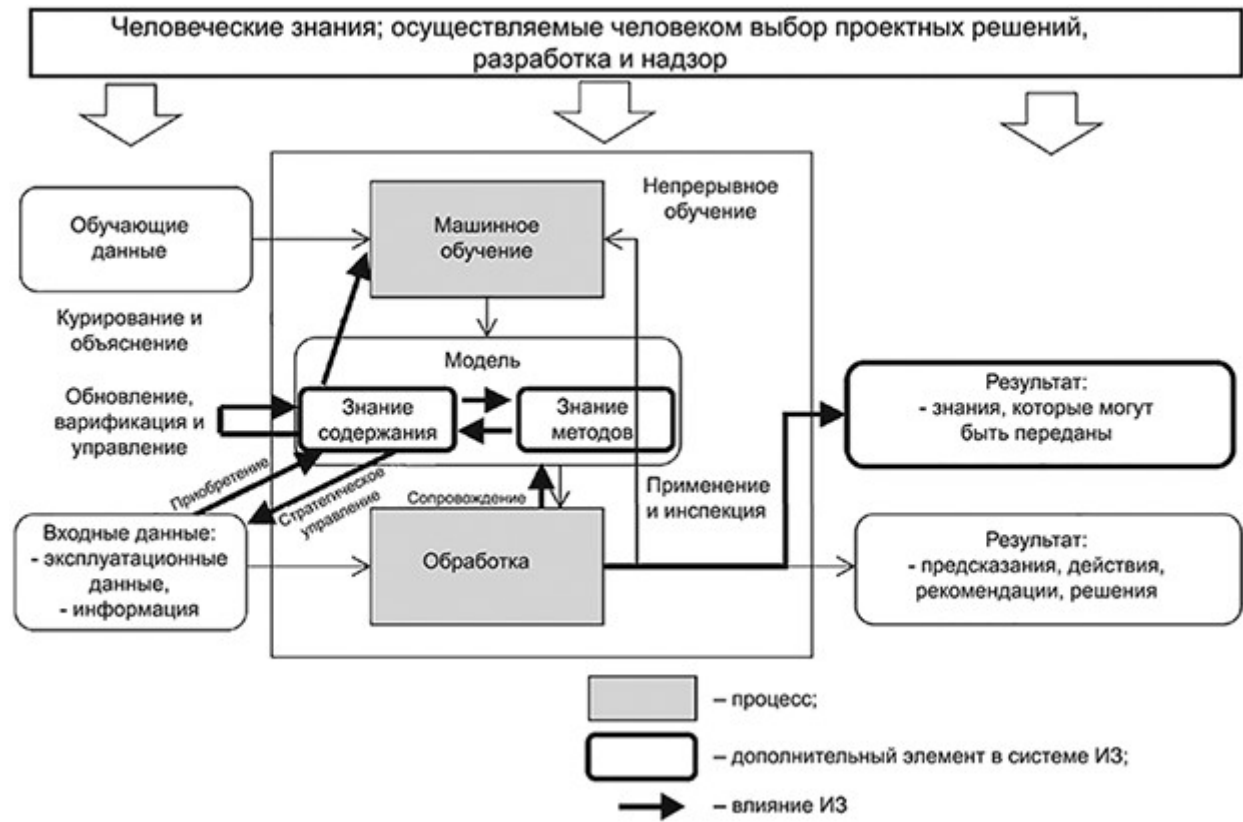 Человеческие знания; осуществляемые человеком выбор проектных решений,
разработка и надзор
Обучающие
данные
Машинное
обучение
Непрерывное
обучение
Курирование и
объяснение
Модель
Обновление,
варификация и
управление
Знание
содержания
Знание
методов
Результат:
- знания, которые могут
быть переданы
Приобретение
Стратегическое
управление
Сопровождение
Применение
и инспекция
Входные данные:
- эксплуатационные
данные,
- информация
Обработка
Результат:
- предсказания, действия,
рекомендации, решения
– процесс;
– дополнительный элемент в системе ИЗ;
– влияние ИЗ